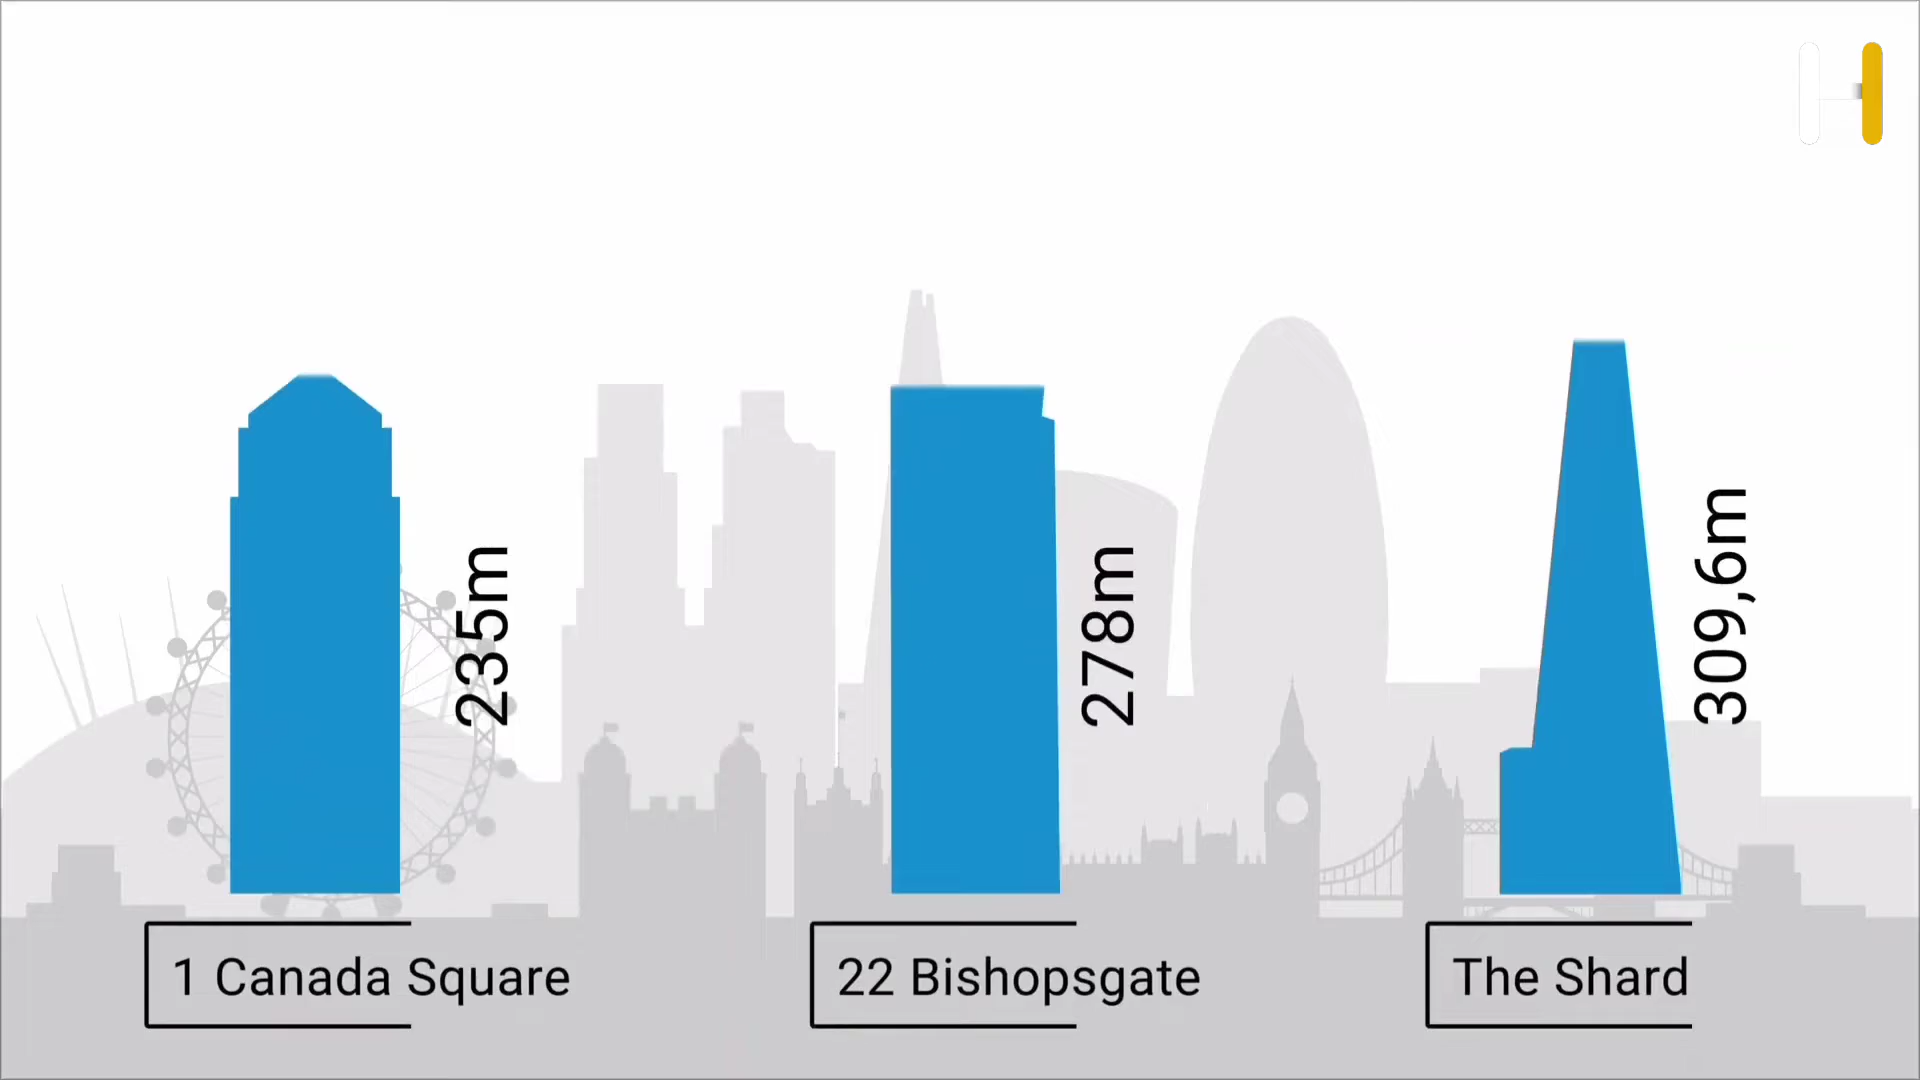 235m
278m
309,6m
1 Canada Square
22 Bishopsgate
The Shard